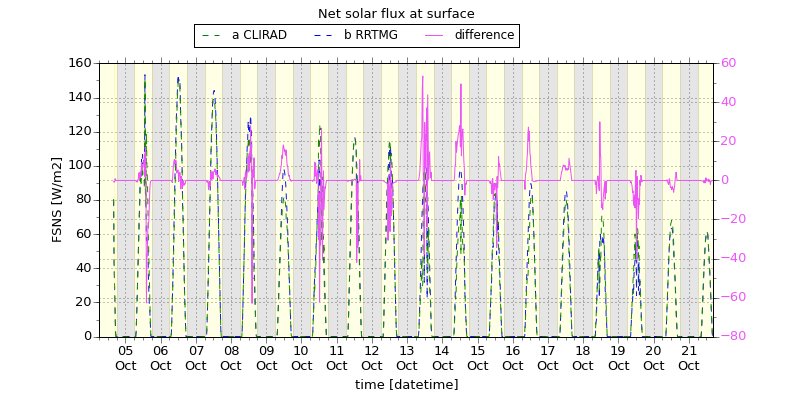 Net solar flux at surface
a CLIRAD b RRTMG difference
160 60
140 40
120 20
100 0
80 −20
60 −40
40 −60
20 −80
0
FSNS [W/m2]
05 06 07 08 09 10 11 12 13 14 15 16 17 18 19 20 21
Oct Oct Oct Oct Oct Oct Oct Oct Oct Oct Oct Oct Oct Oct Oct Oct Oct
time [datetime]